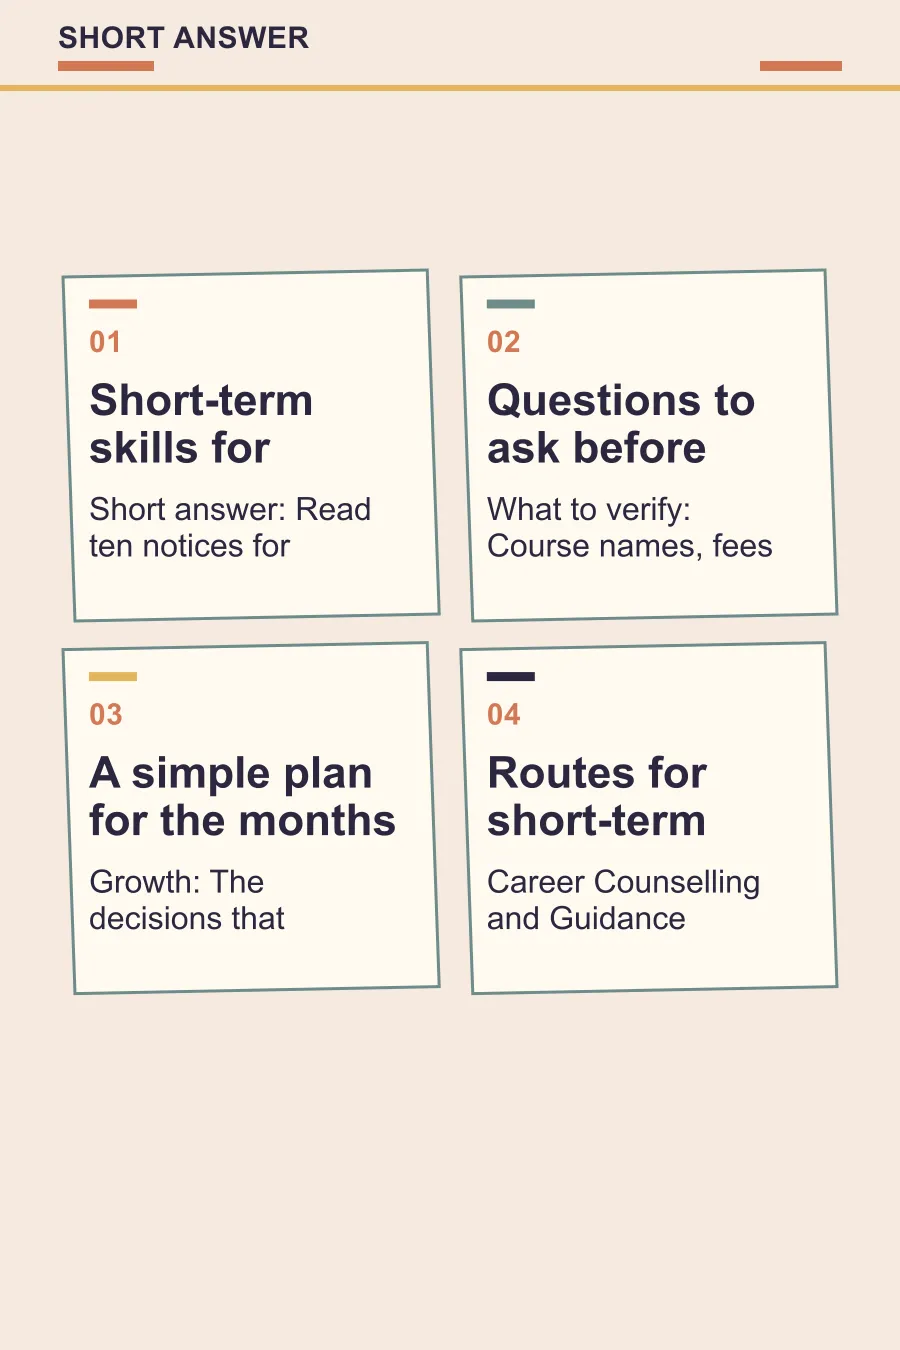 SHORT ANSWER
01
Short-term
skills for
Short answer: Read
ten notices for
02
Questions to
ask before
What to verify:
Course names, fees
03
A simple plan
for the months
Growth: The
decisions that
04
Routes for
short-term
Career Counselling
and Guidance